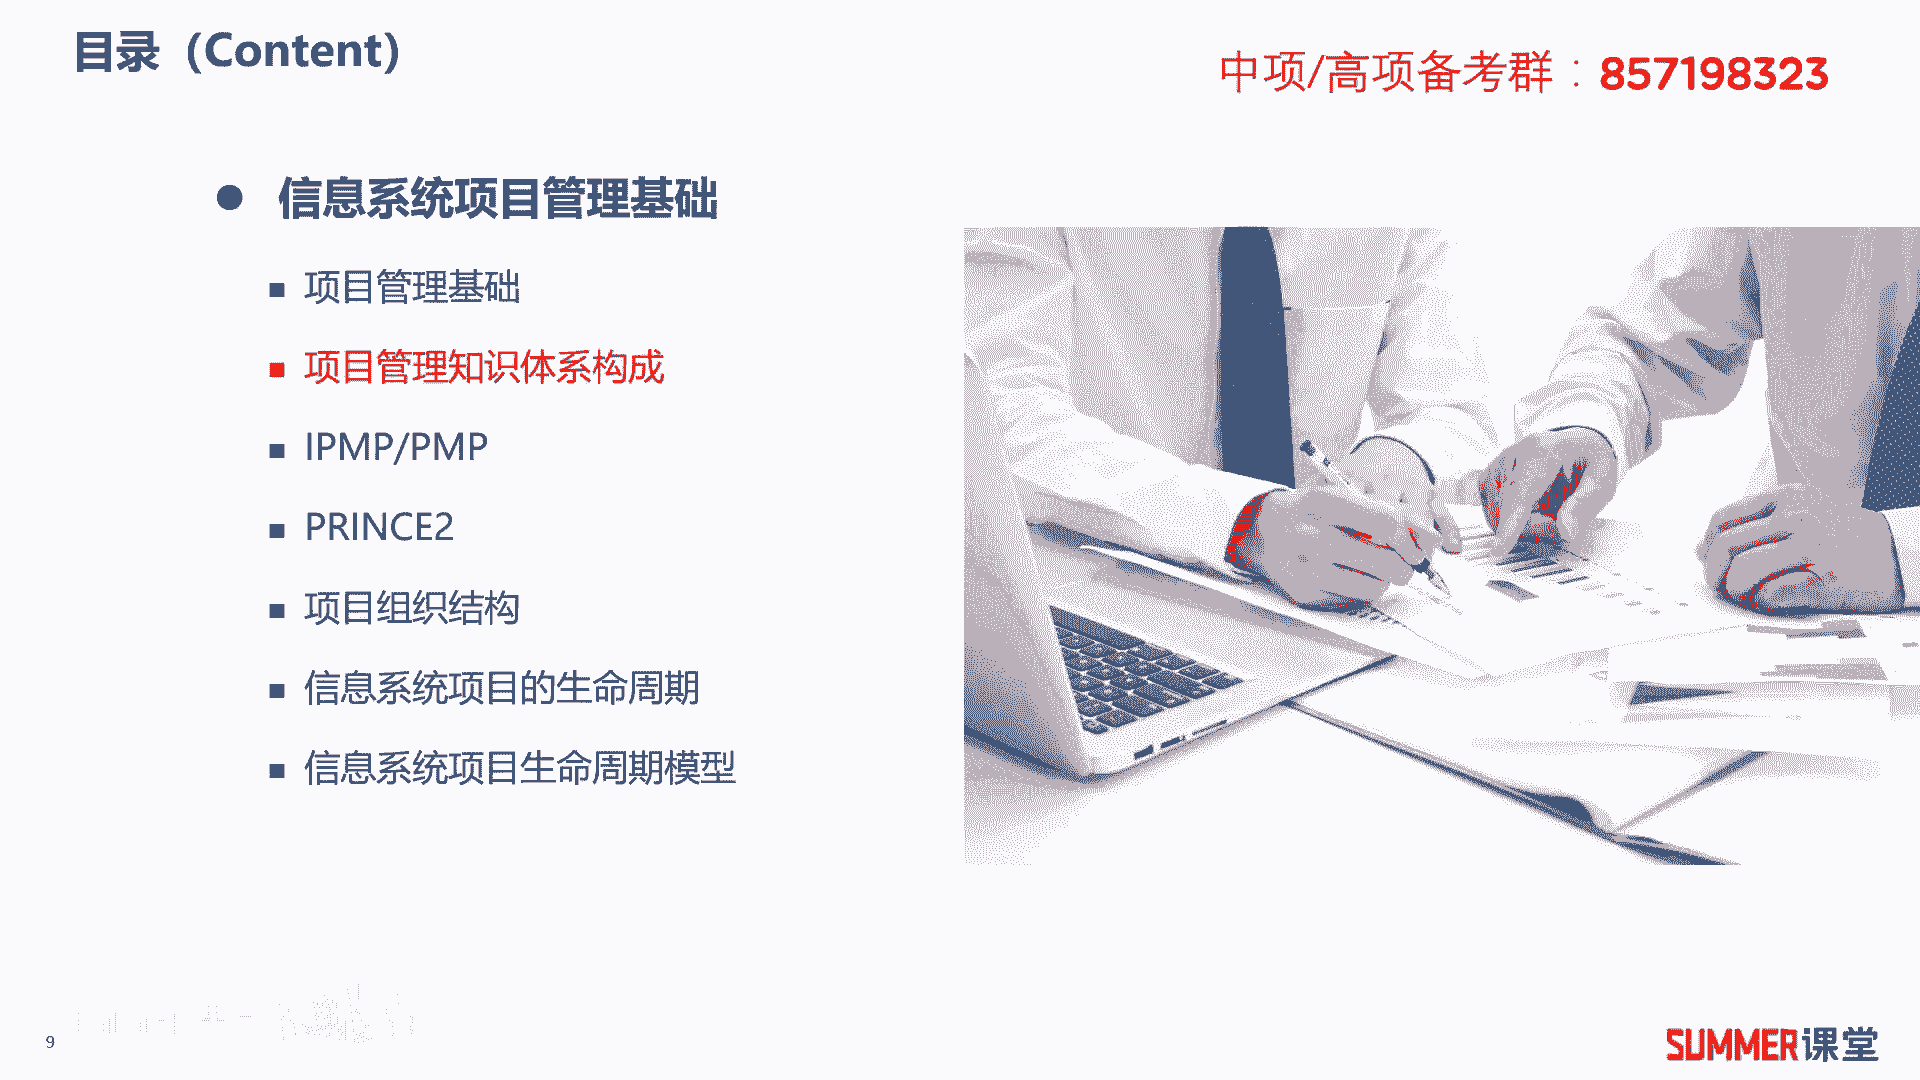 目录（Content）
中项/高项备考群：857198323
信息系统项目管理基础
项目管理基础
项目管理知识体系构成
IPMP/PMP
PRINCE2
项目组织结构
信息系统项目的生命周期
信息系统项目生命周期模型
9
SUMMER课堂